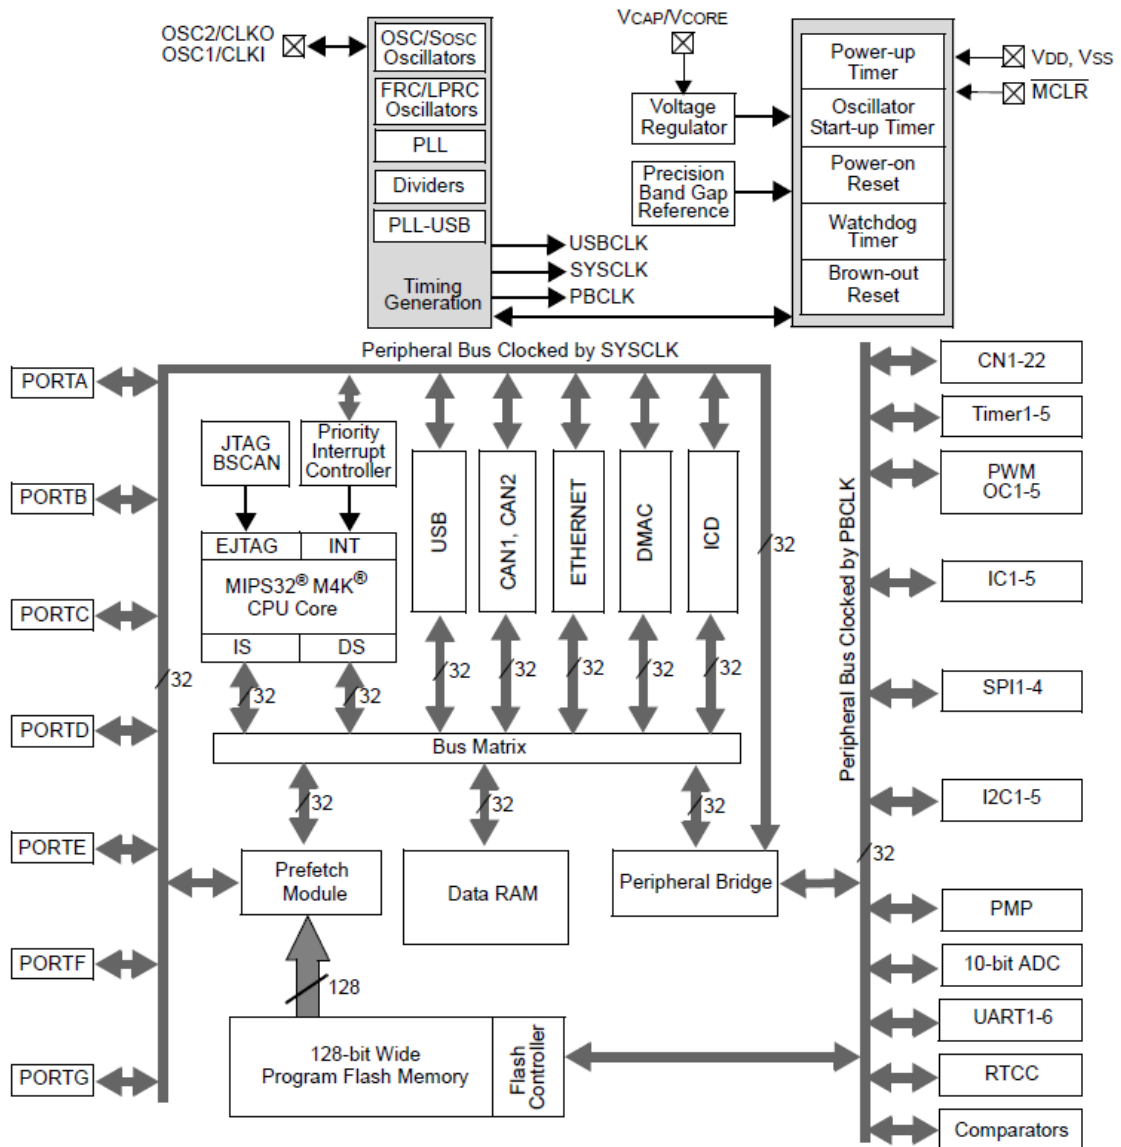 OSC2/CLKO
OSC1/CLKI
OSC/SOSC
Oscillators
FRC/LPRC
Oscillators
PLL
Dividers
PLL-USB
Timing
Generation
USBCLK
SYSCLK
PBCLK
VCAP/VCORE
Voltage
Regulator
Precision
Band Gap
Reference
Power-up
Timer
Oscillator
Start-up Timer
Power-on
Reset
Watchdog
Timer
Brown-out
Reset
VDD, VSS
MCLR
Peripheral Bus Clocked by SYSCLK
PORTA
PORTB
PORTC
32
PORTD
PORTE
PORTF
PORTG
JTAG
BSCAN
Priority
Interrupt
Controller
EJTAG
INT
MIPS32® M4K®
CPU Core
IS
DS
USB
CAN1, CAN2
ETHERNET
DMAC
ICD
32
32
32
32
32
32
32
32
Bus Matrix
32
32
32
Prefetch
Module
Data RAM
Peripheral Bridge
128
128-bit Wide
Program Flash Memory
Flash
Controller
Peripheral Bus Clocked by PBCLK
32
CN1-22
Timer1-5
PWM
OC1-5
IC1-5
SPI1-4
I2C1-5
PMP
10-bit ADC
UART1-6
RTCC
Comparators